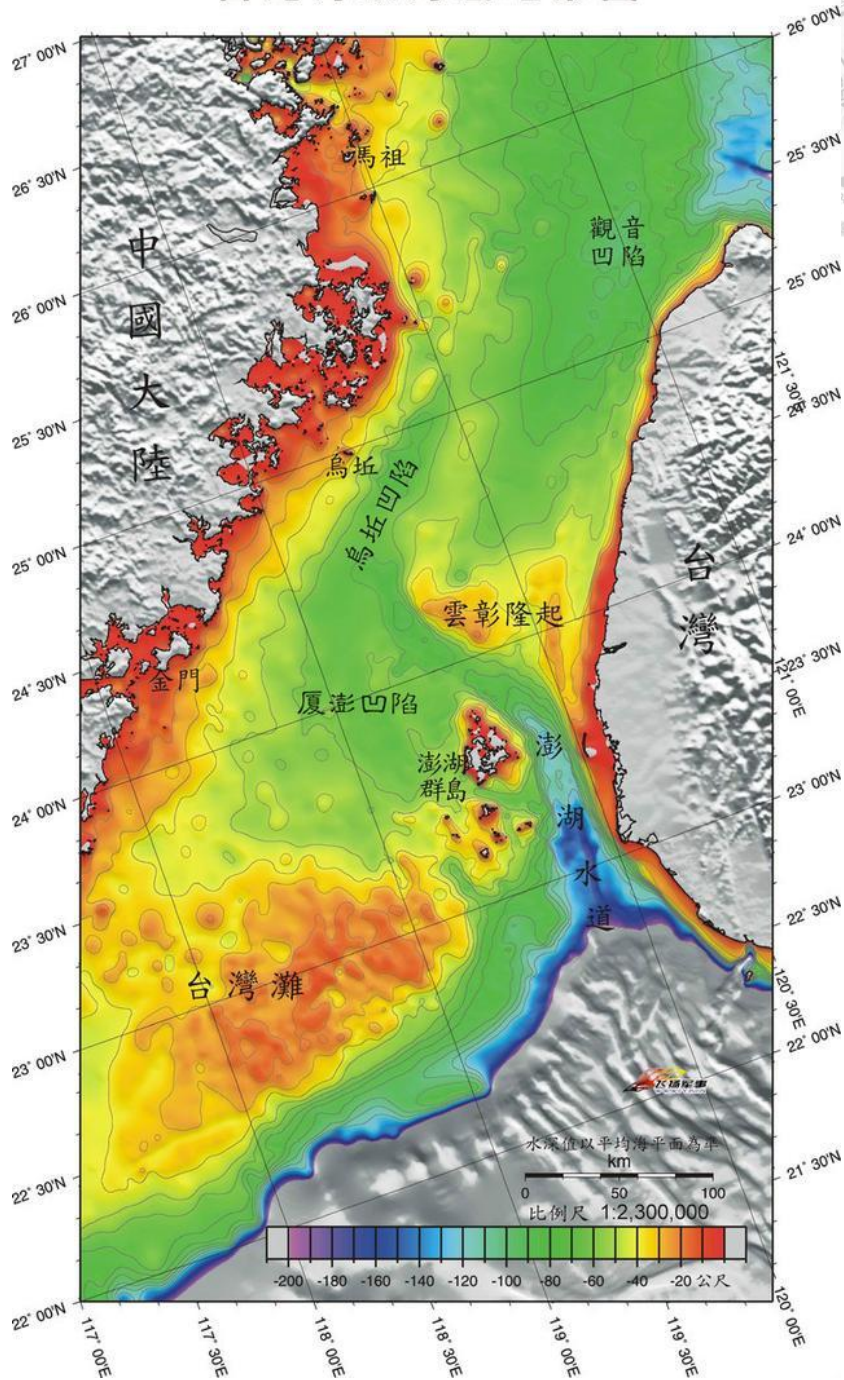 27° 00'N
26° 30'N
26° 00'N
25° 30'N
25° 00'N
24° 30'N
24° 00'N
23° 30'N
23° 00'N
22° 30'N
22° 00'N
26° 00'N
25° 30'N
25° 00'N
121° 30'E
24° 30'N
24° 00'N
23° 30'N
121° 00'E
23° 00'N
22° 30'N
120° 30'E
22° 00'N
21° 30'N
120° 00'E
117° 00'E
117° 30'E
118° 00'E
118° 30'E
119° 00'E
119° 30'E
馬祖
觀音
凹陷
中國大陸
烏坵
烏坵凹陷
台灣
雲彰隆起
金門
厦澎凹陷
澎湖
群島
澎湖水道
台灣灘
飞扬军事
水深值以平均海平面為準
km
0 50 100
比例尺 1:2,300,000
-200 -180 -160 -140 -120 -100 -80 -60 -40 -20 公尺